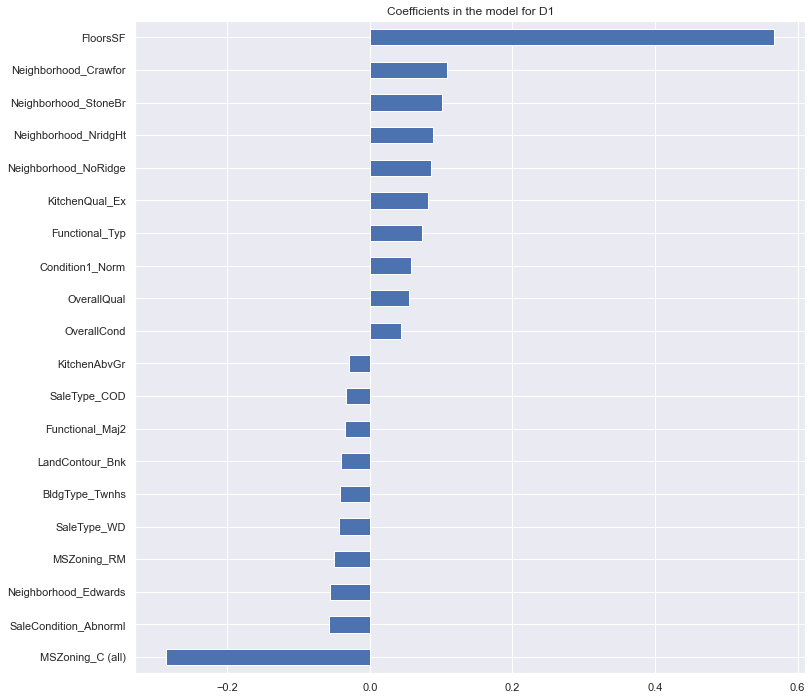 Coefficients in the model for D1
FloorsSF
Neighborhood_Crawfor
Neighborhood_StoneBr
Neighborhood_NridgHt
Neighborhood_NoRidge
KitchenQual_Ex
Functional_Typ
Condition1_Norm
OverallQual
OverallCond
KitchenAbvGr
SaleType_COD
Functional_Maj2
LandContour_Bnk
BldgType_Twnhs
SaleType_WD
MSZoning_RM
Neighborhood_Edwards
SaleCondition_Abnorml
MSZoning_C (all)
−0.2 0.0 0.2 0.4 0.6